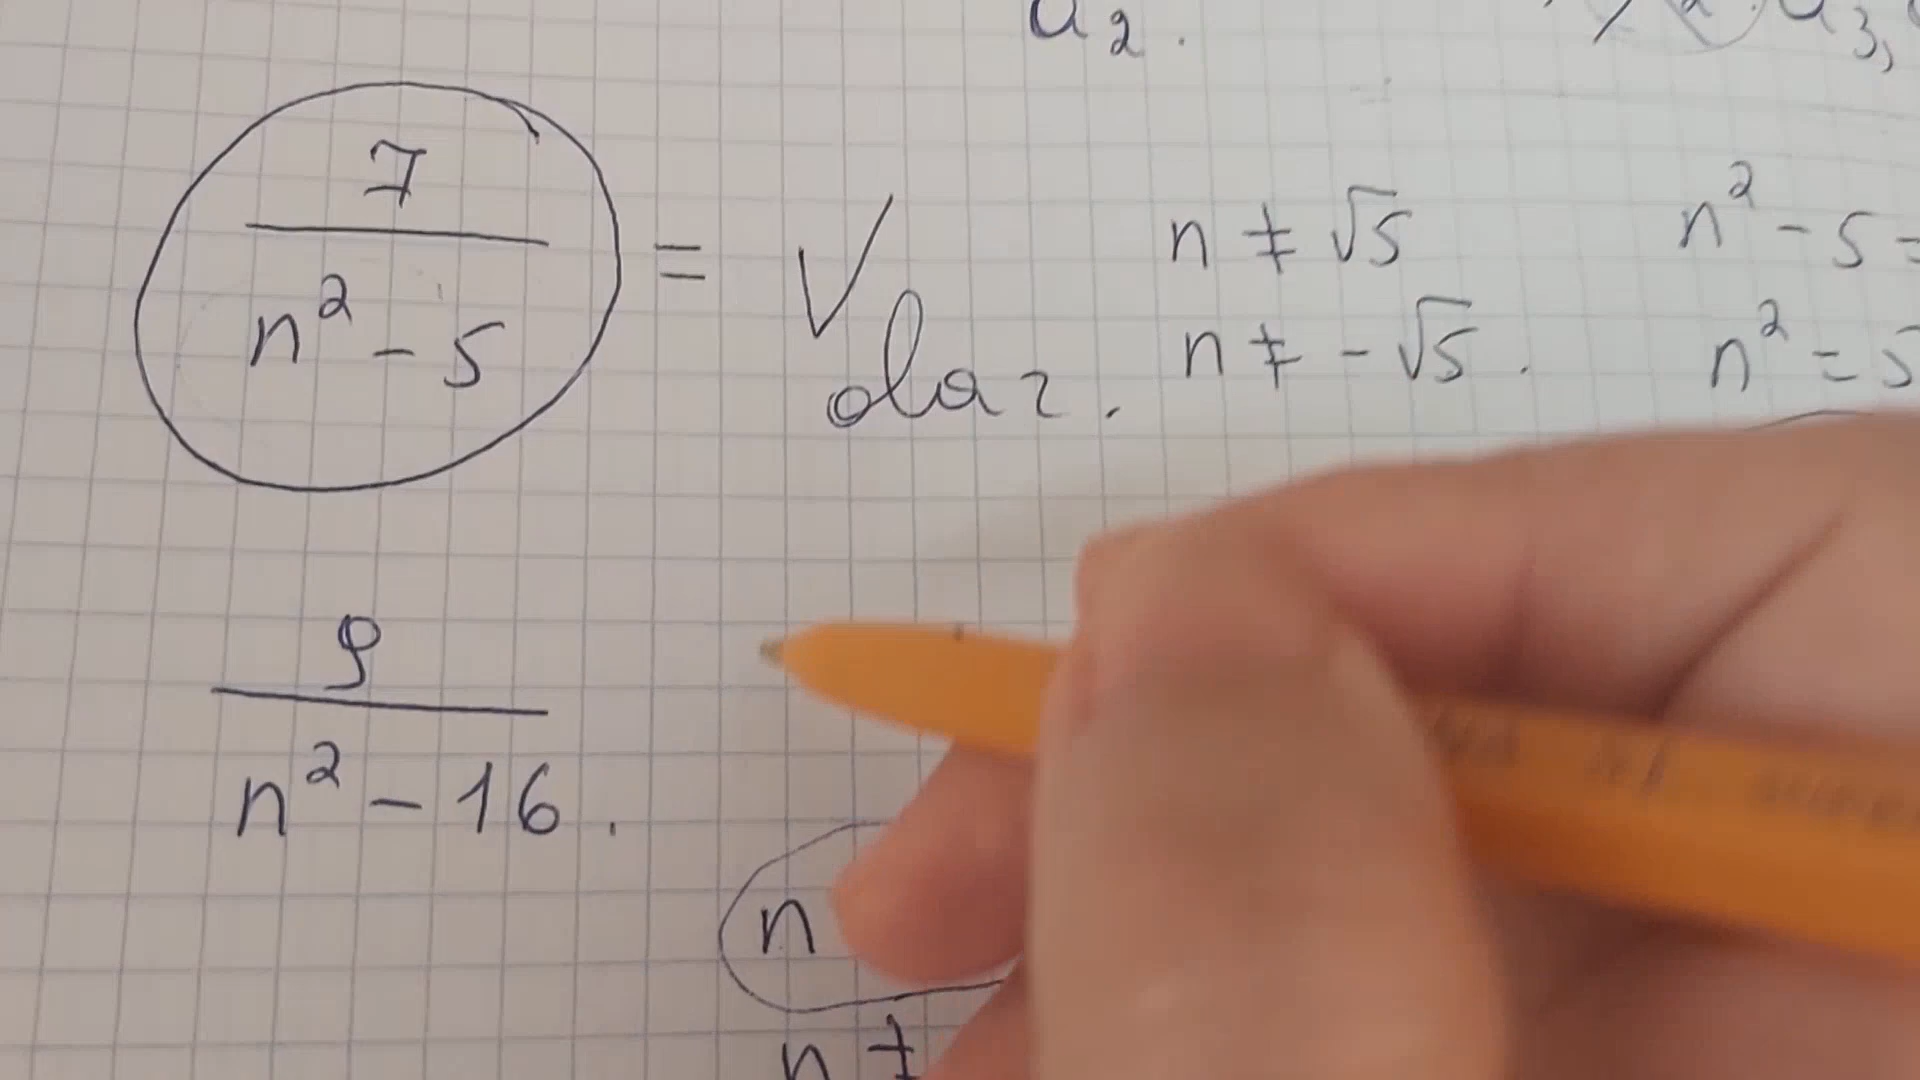 a₂.
a₃,
7
n² - 5
= V
olar.
n ≠ √5
n ≠ -√5.
n² - 5 =
n² = 5
9
n² - 16.
n
n ≠